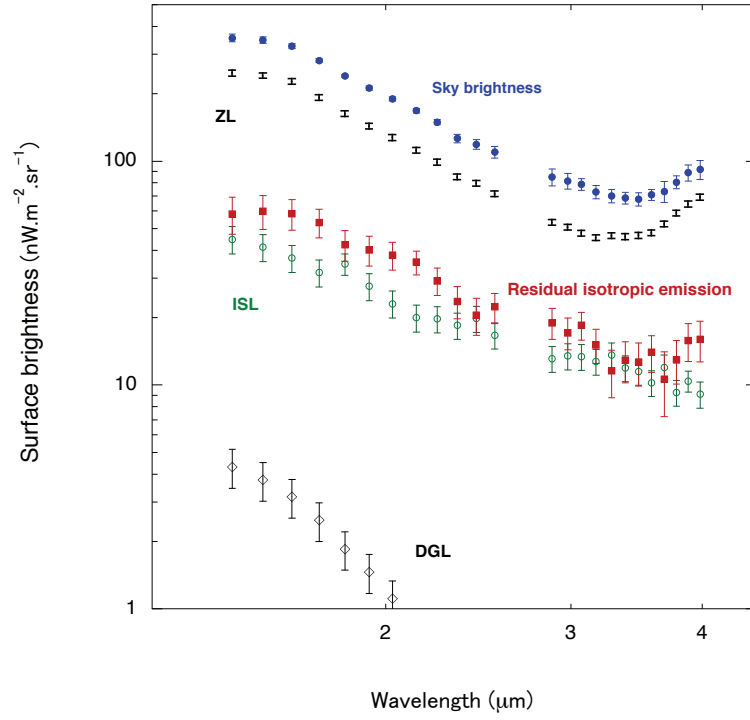 100
10
1
2
3
4
Surface brightness (nW.m⁻².sr⁻¹)
Wavelength (μm)
Sky brightness
ZL
Residual isotropic emission
ISL
DGL